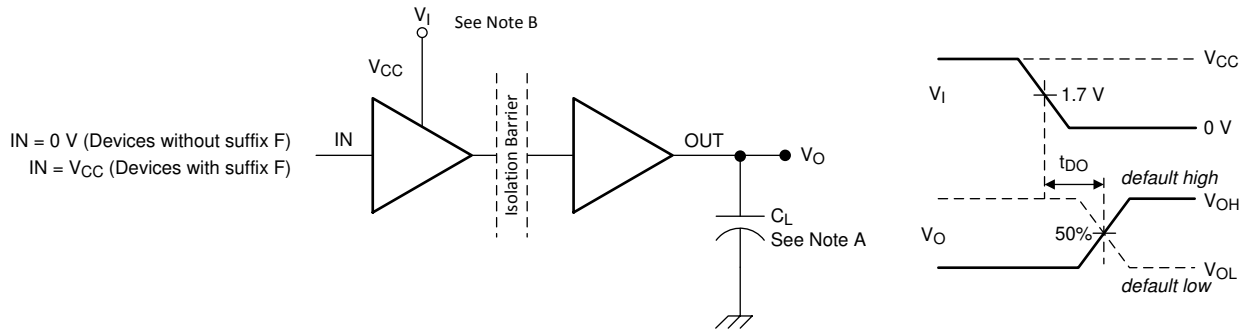 V_I See Note B
V_CC
Isolation Barrier
IN = 0 V (Devices without suffix F)
IN = V_CC (Devices with suffix F)
IN
OUT
V_O
C_L
See Note A
V_I
V_CC
1.7 V
0 V
t_DO
default high
V_OH
V_O
50%
V_OL
default low